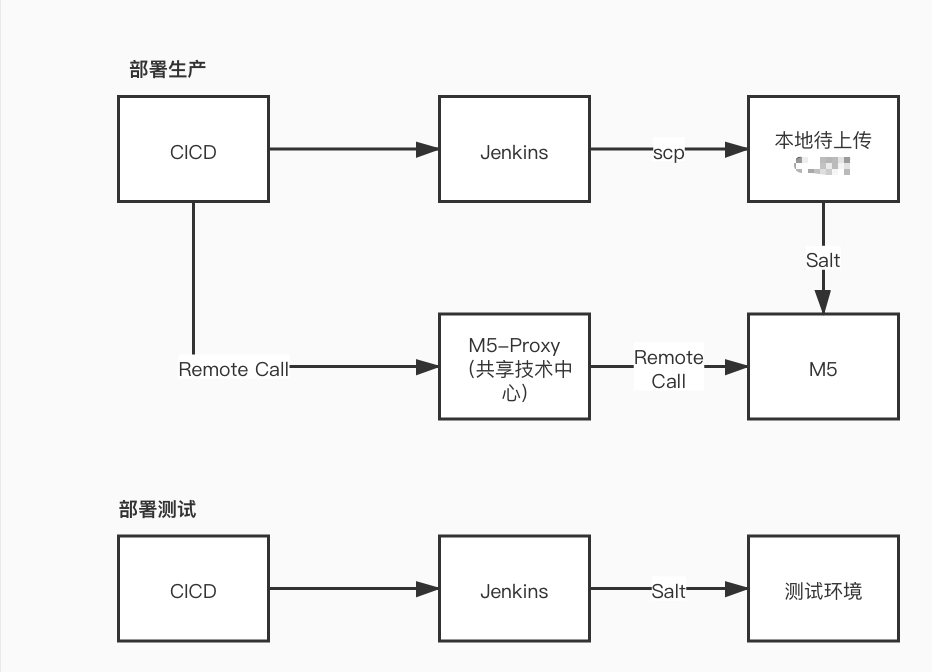 部署生产
CICD
Jenkins
scp
本地待上传
Salt
Remote Call
M5-Proxy
（共享技术中
心）
Remote
Call
M5
部署测试
CICD
Jenkins
Salt
测试环境